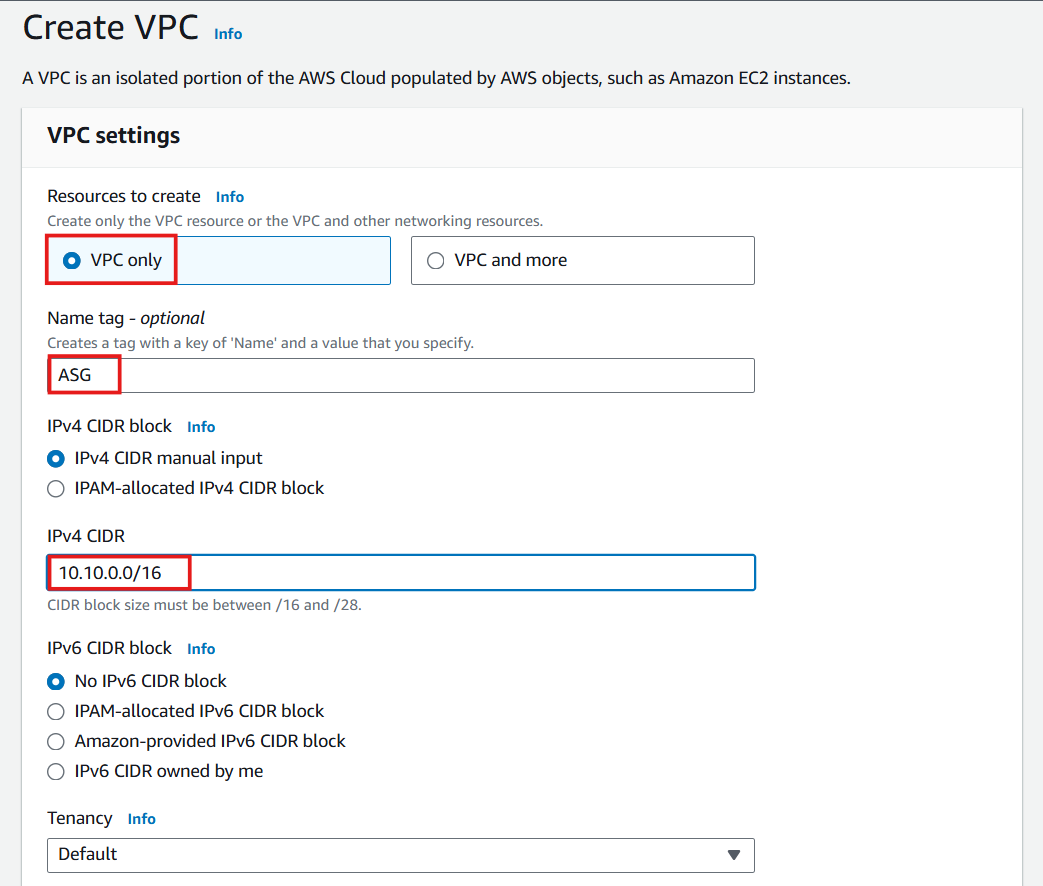 Create VPC Info
A VPC is an isolated portion of the AWS Cloud populated by AWS objects, such as Amazon EC2 instances.
VPC settings
Resources to create Info
Create only the VPC resource or the VPC and other networking resources.
VPC only
VPC and more
Name tag - optional
Creates a tag with a key of 'Name' and a value that you specify.
ASG
IPv4 CIDR block Info
IPv4 CIDR manual input
IPAM-allocated IPv4 CIDR block
IPv4 CIDR
10.10.0.0/16
CIDR block size must be between /16 and /28.
IPv6 CIDR block Info
No IPv6 CIDR block
IPAM-allocated IPv6 CIDR block
Amazon-provided IPv6 CIDR block
IPv6 CIDR owned by me
Tenancy Info
Default